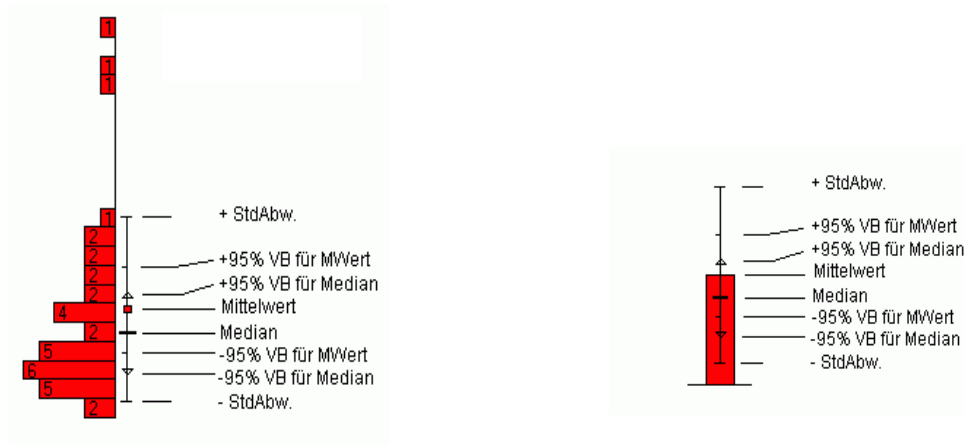 1
1
1
1
2
2
2
2
4
2
5
6
5
2
+ StdAbw.
+95% VB für MWert
+95% VB für Median
Mittelwert
Median
-95% VB für MWert
-95% VB für Median
- StdAbw.
+ StdAbw.
+95% VB für MWert
+95% VB für Median
Mittelwert
Median
-95% VB für MWert
-95% VB für Median
- StdAbw.